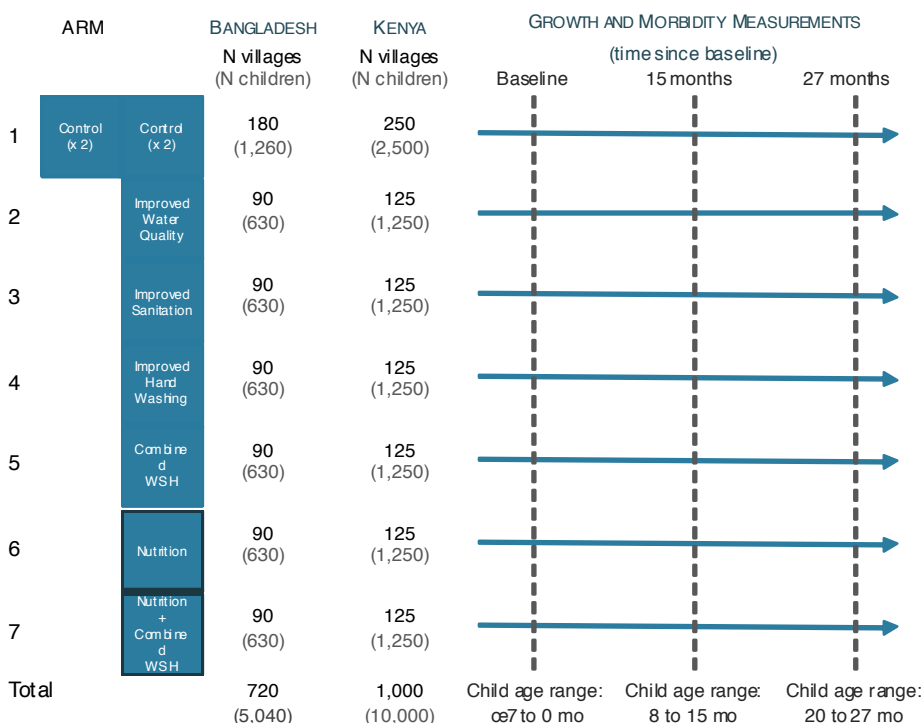 ARM
BANGLADESH
KENYA
GROWTH AND MORBIDITY MEASUREMENTS
N villages
(N children)
N villages
(N children)
(time since baseline)
Baseline
15 months
27 months
1
Control
(x 2)
Control
(x 2)
180
(1,260)
250
(2,500)
2
Improved
Water
Quality
90
(630)
125
(1,250)
3
Improved
Sanitation
90
(630)
125
(1,250)
4
Improved
Hand
Washing
90
(630)
125
(1,250)
5
Combine
d
WSH
90
(630)
125
(1,250)
6
Nutrition
90
(630)
125
(1,250)
7
Nutrition
+
Combine
d
WSH
90
(630)
125
(1,250)
Total
720
(5,040)
1,000
(10,000)
Child age range:
œ7 to 0 mo
Child age range:
8 to 15 mo
Child age range:
20 to 27 mo